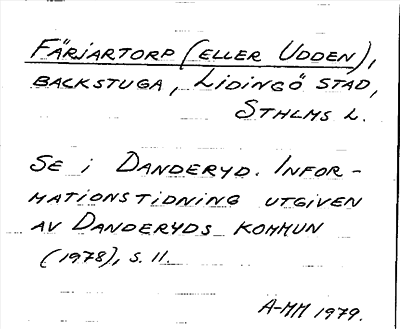 FÄRJARTORP (ELLER UDDEN),
BACKSTUGA, LIDINGÖ STAD,
STHLMS L.
SE I DANDERYD. INFOR-
MATIONSTIDNING UTGIVEN
AV DANDERYDS KOMMUN
(1978), S. 11.
A-MM 1979.